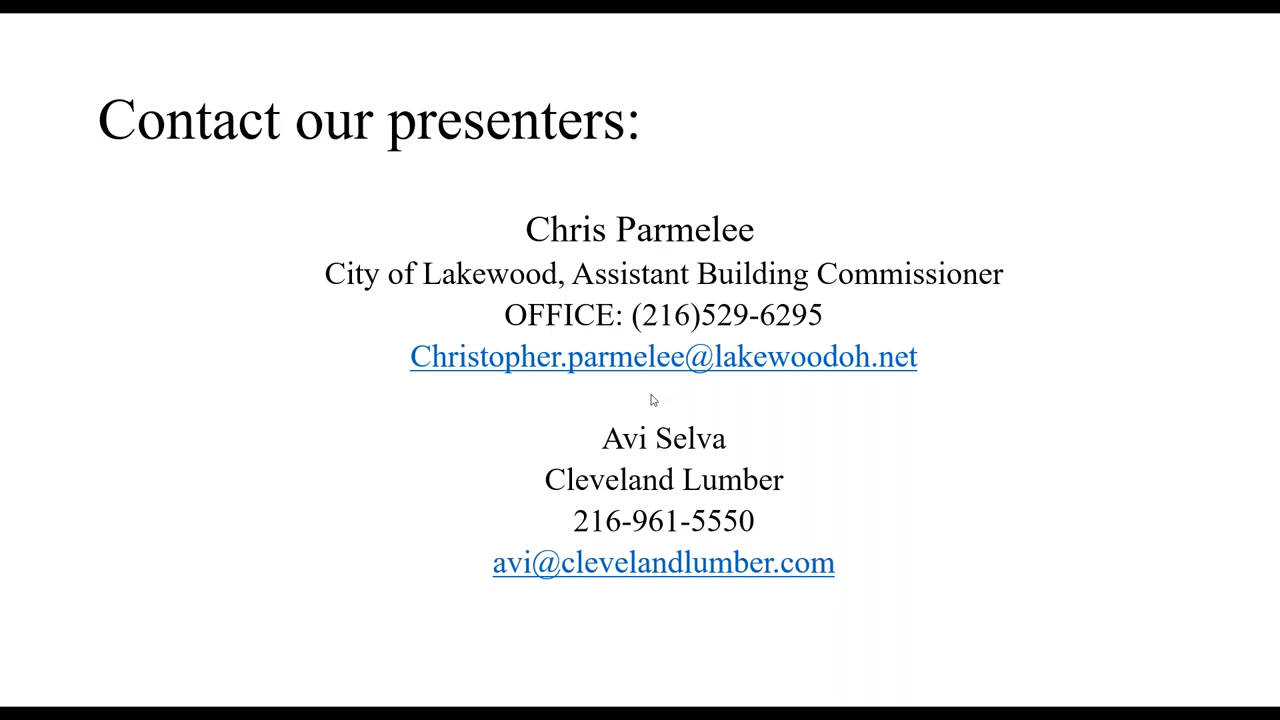 Contact our presenters:
Chris Parmelee
City of Lakewood, Assistant Building Commissioner
OFFICE: (216)529-6295
Christopher.parmelee@lakewoodoh.net
Avi Selva
Cleveland Lumber
216-961-5550
avi@clevelandlumber.com